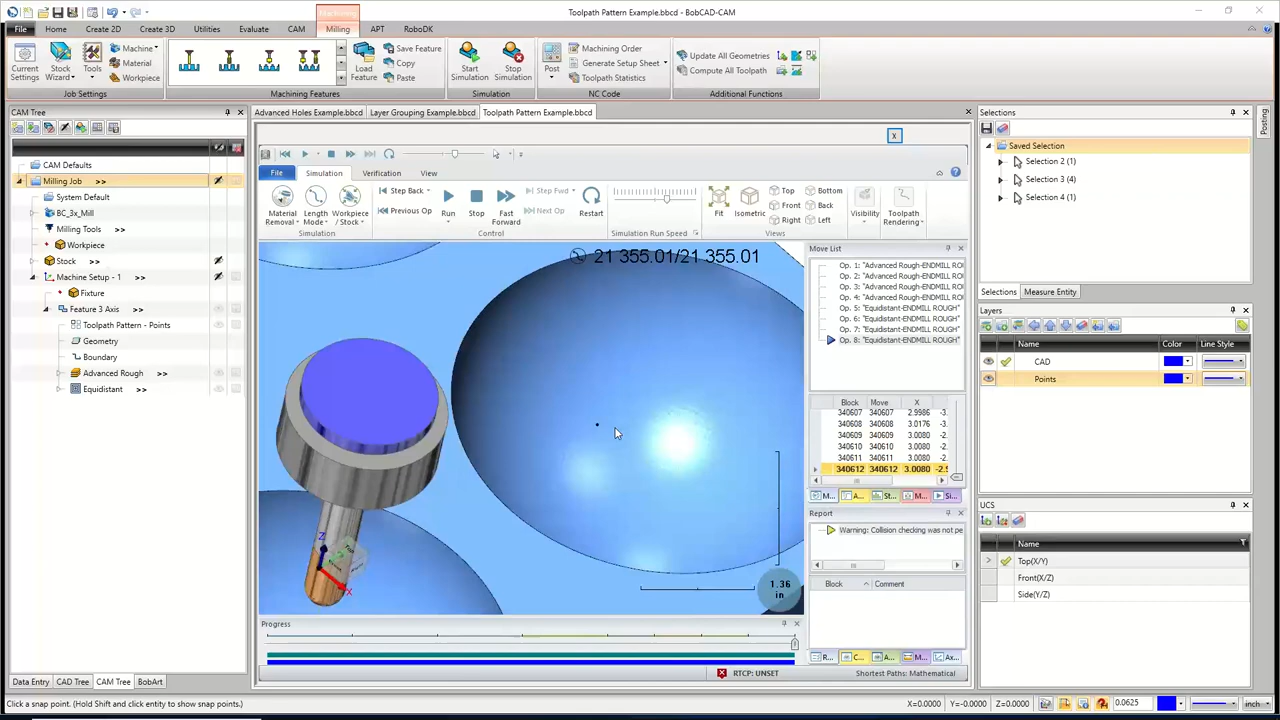 Toolpath Pattern Example.bbcd - BobCAD-CAM
Machining
File Home Create 2D Create 3D Utilities Evaluate CAM Milling APT RoboDK
Current Settings
Stock Wizard
Tools
Machine
Material
Workpiece
Job Settings
Machining Features
Load Feature
Save Feature
Copy
Paste
Start Simulation
Stop Simulation
Simulation
Post
Machining Order
Generate Setup Sheet
Toolpath Statistics
NC Code
Update All Geometries
Compute All Toolpath
Additional Functions
CAM Tree
CAM Defaults
Milling Job >>
System Default
BC_3x_Mill
Milling Tools >>
Workpiece
Stock >>
Machine Setup - 1 >>
Fixture
Feature 3 Axis >>
Toolpath Pattern - Points
Geometry
Boundary
Advanced Rough >>
Equidistant >>
Data Entry CAD Tree CAM Tree BobArt
Advanced Holes Example.bbcd Layer Grouping Example.bbcd Toolpath Pattern Example.bbcd
x
File Simulation Verification View
Material Removal
Length Mode
Workpiece / Stock
Simulation
Step Back
Previous Op
Run
Stop
Fast Forward
Step Fwd
Next Op
Restart
Control
Simulation Run Speed
Fit
Isometric
Top
Front
Right
Bottom
Back
Left
Views
Visibility
Toolpath Rendering
21 355.01/21 355.01
Z
X
1.36
in
Move List
Op. 1: "Advanced Rough-ENDMILL RO
Op. 2: "Advanced Rough-ENDMILL RO
Op. 3: "Advanced Rough-ENDMILL RO
Op. 4: "Advanced Rough-ENDMILL RO
Op. 5: "Equidistant-ENDMILL ROUGH"
Op. 6: "Equidistant-ENDMILL ROUGH"
Op. 7: "Equidistant-ENDMILL ROUGH"
Op. 8: "Equidistant-ENDMILL ROUGH"
Block Move X
340607 340607 2.9986 -3.
340608 340608 3.0176 -3.
340609 340609 3.0080 -2.
340610 340610 3.0080 -2.
340611 340611 3.0080 -2.
340612 340612 3.0080 -2.
M... A... St... M... Si...
Report
Warning: Collision checking was not pe
Block Comment
R... C... A... M... Ax...
Progress
RTCP: UNSET
Shortest Paths: Mathematical
Selections
Saved Selection
Selection 2 (1)
Selection 3 (4)
Selection 4 (1)
Selections Measure Entity
Posting
Layers
Name Color Line Style
CAD
Points
UCS
Name
Top(X/Y)
Front(X/Z)
Side(Y/Z)
Click a snap point. (Hold Shift and click entity to show snap points.)
X=0.0000 Y=-0.0000 Z=0.0000
0.0625
inch